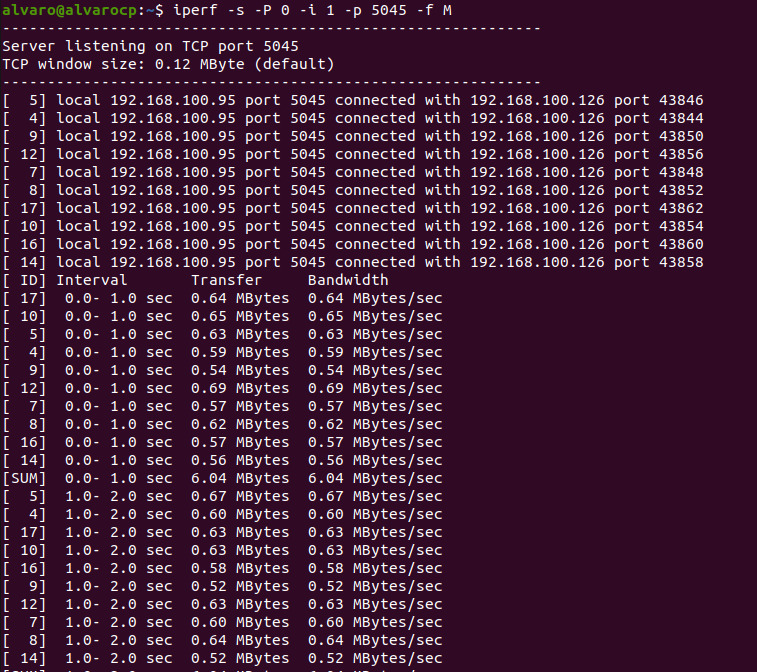 alvaro@alvarocp:~$ iperf -s -P 0 -i 1 -p 5045 -f M
------------------------------------------------------------
Server listening on TCP port 5045
TCP window size: 0.12 MByte (default)
------------------------------------------------------------
[  5] local 192.168.100.95 port 5045 connected with 192.168.100.126 port 43846
[  4] local 192.168.100.95 port 5045 connected with 192.168.100.126 port 43844
[  9] local 192.168.100.95 port 5045 connected with 192.168.100.126 port 43850
[ 12] local 192.168.100.95 port 5045 connected with 192.168.100.126 port 43856
[  7] local 192.168.100.95 port 5045 connected with 192.168.100.126 port 43848
[  8] local 192.168.100.95 port 5045 connected with 192.168.100.126 port 43852
[ 17] local 192.168.100.95 port 5045 connected with 192.168.100.126 port 43862
[ 10] local 192.168.100.95 port 5045 connected with 192.168.100.126 port 43854
[ 16] local 192.168.100.95 port 5045 connected with 192.168.100.126 port 43860
[ 14] local 192.168.100.95 port 5045 connected with 192.168.100.126 port 43858
[ ID] Interval       Transfer     Bandwidth
[ 17]  0.0- 1.0 sec  0.64 MBytes  0.64 MBytes/sec
[ 10]  0.0- 1.0 sec  0.65 MBytes  0.65 MBytes/sec
[  5]  0.0- 1.0 sec  0.63 MBytes  0.63 MBytes/sec
[  4]  0.0- 1.0 sec  0.59 MBytes  0.59 MBytes/sec
[  9]  0.0- 1.0 sec  0.54 MBytes  0.54 MBytes/sec
[ 12]  0.0- 1.0 sec  0.69 MBytes  0.69 MBytes/sec
[  7]  0.0- 1.0 sec  0.57 MBytes  0.57 MBytes/sec
[  8]  0.0- 1.0 sec  0.62 MBytes  0.62 MBytes/sec
[ 16]  0.0- 1.0 sec  0.57 MBytes  0.57 MBytes/sec
[ 14]  0.0- 1.0 sec  0.56 MBytes  0.56 MBytes/sec
[SUM]  0.0- 1.0 sec  6.04 MBytes  6.04 MBytes/sec
[  5]  1.0- 2.0 sec  0.67 MBytes  0.67 MBytes/sec
[  4]  1.0- 2.0 sec  0.60 MBytes  0.60 MBytes/sec
[ 17]  1.0- 2.0 sec  0.63 MBytes  0.63 MBytes/sec
[ 10]  1.0- 2.0 sec  0.63 MBytes  0.63 MBytes/sec
[ 16]  1.0- 2.0 sec  0.58 MBytes  0.58 MBytes/sec
[  9]  1.0- 2.0 sec  0.52 MBytes  0.52 MBytes/sec
[ 12]  1.0- 2.0 sec  0.63 MBytes  0.63 MBytes/sec
[  7]  1.0- 2.0 sec  0.60 MBytes  0.60 MBytes/sec
[  8]  1.0- 2.0 sec  0.64 MBytes  0.64 MBytes/sec
[ 14]  1.0- 2.0 sec  0.52 MBytes  0.52 MBytes/sec